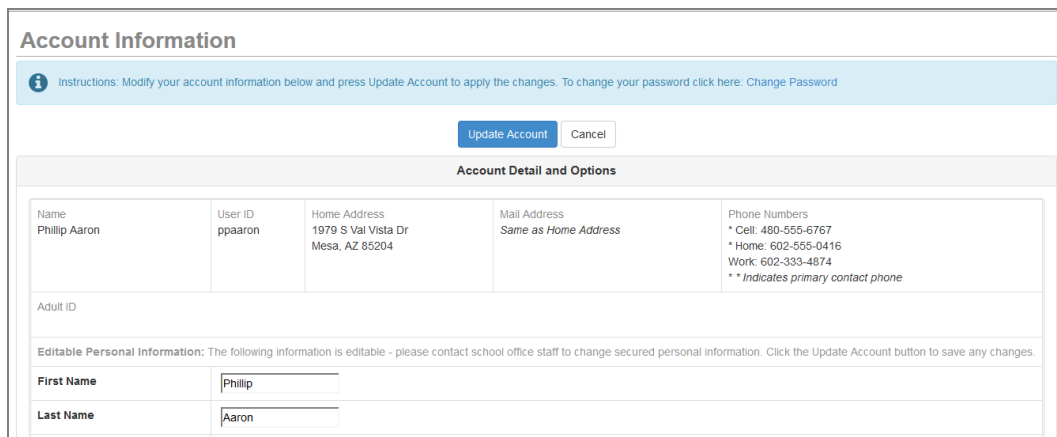 Account Information
Instructions: Modify your account information below and press Update Account to apply the changes. To change your password click here: Change Password
Update Account Cancel
Account Detail and Options
Name User ID Home Address Mail Address Phone Numbers
Phillip Aaron ppaaron 1979 S Val Vista Dr Same as Home Address * Cell: 480-555-6767
Mesa, AZ 85204 * Home: 602-555-0416
Work: 602-333-4874
* * Indicates primary contact phone
Adult ID
Editable Personal Information: The following information is editable - please contact school office staff to change secured personal information. Click the Update Account button to save any changes.
First Name Phillip
Last Name Aaron